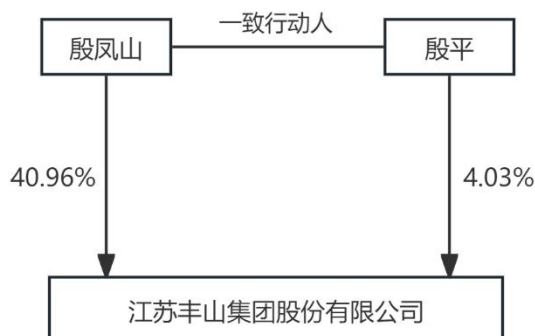 一致行动人
殷凤山
殷平
40.96%
4.03%
江苏丰山集团股份有限公司